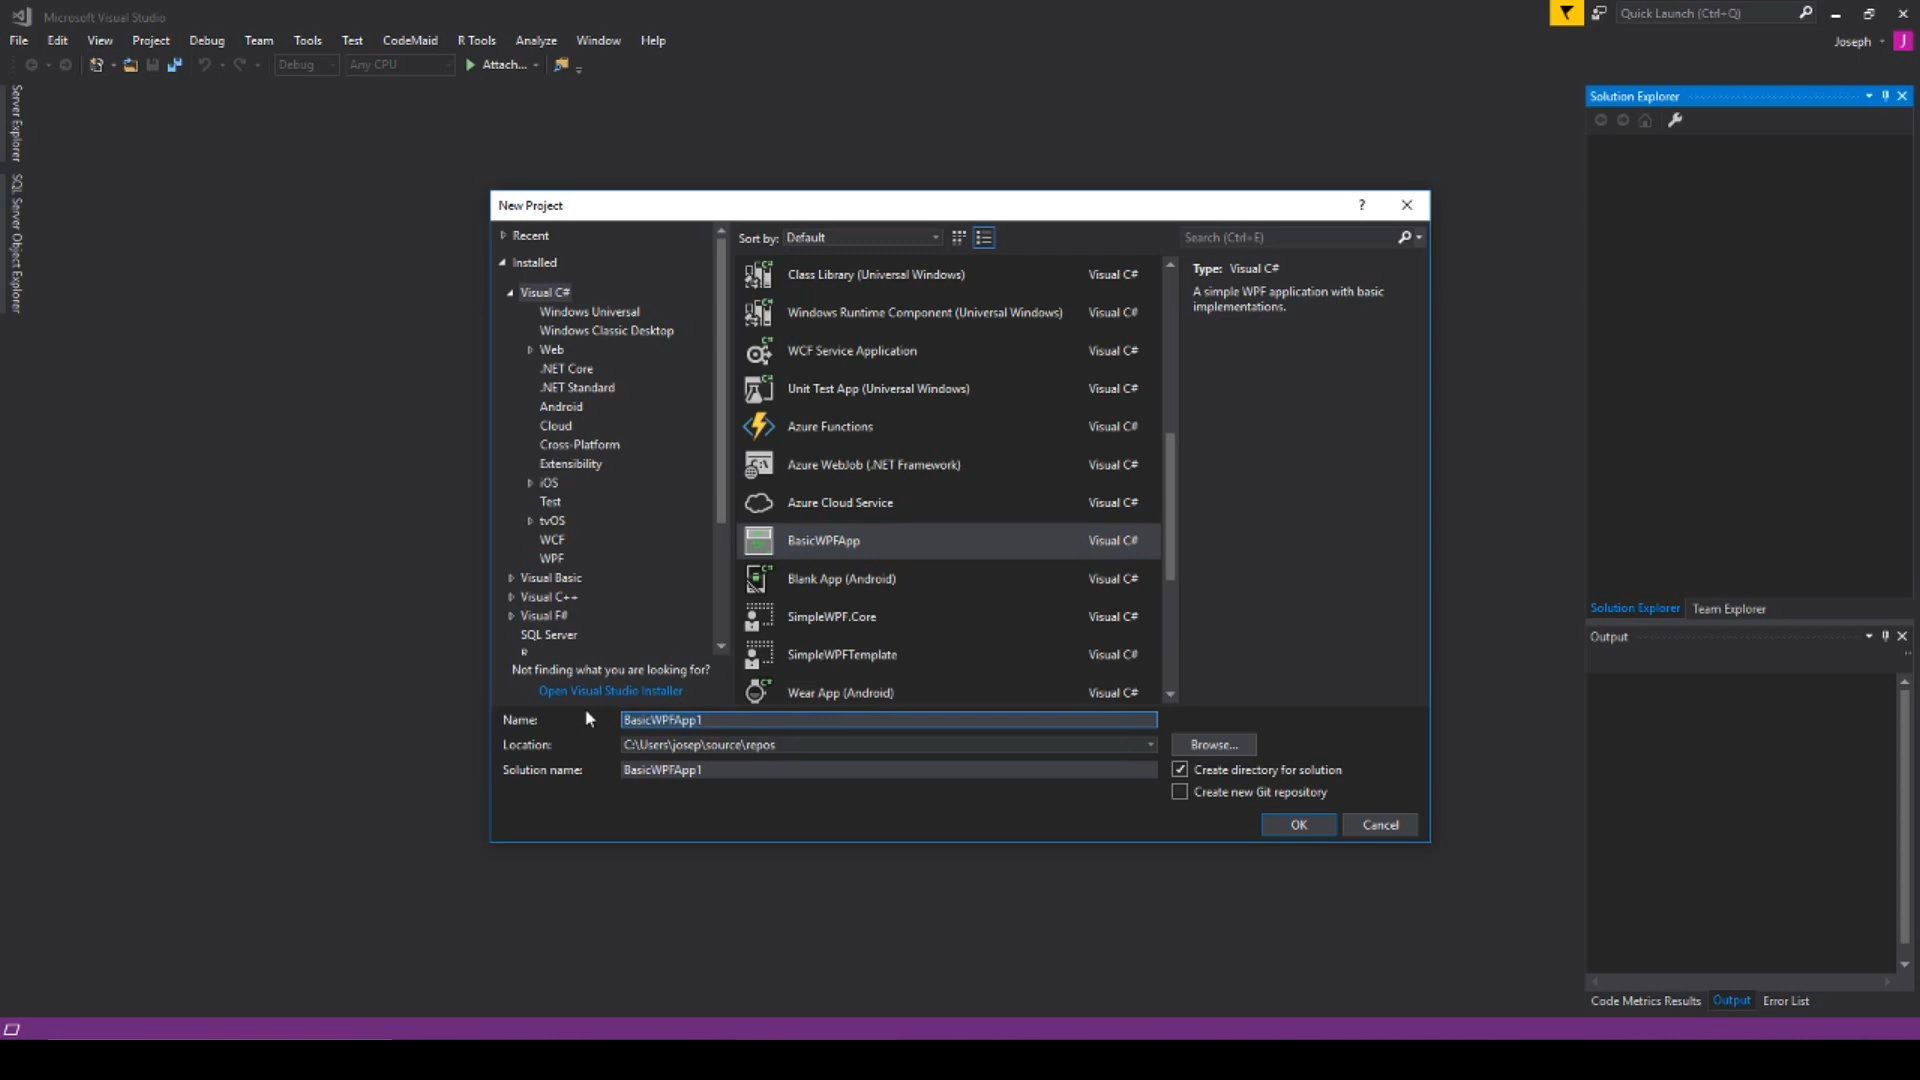 Microsoft Visual Studio
Quick Launch (Ctrl+Q)
File Edit View Project Debug Team Tools Test CodeMaid R Tools Analyze Window Help
Joseph J
Debug Any CPU Attach...
Server Explorer
SQL Server Object Explorer
Solution Explorer
New Project ?
Recent
Installed
Visual C#
Windows Universal
Windows Classic Desktop
Web
.NET Core
.NET Standard
Android
Cloud
Cross-Platform
Extensibility
iOS
Test
tvOS
WCF
WPF
Visual Basic
Visual C++
Visual F#
SQL Server
R
Not finding what you are looking for?
Open Visual Studio Installer
Sort by: Default
Search (Ctrl+E)
Class Library (Universal Windows) Visual C#
Windows Runtime Component (Universal Windows) Visual C#
WCF Service Application Visual C#
Unit Test App (Universal Windows) Visual C#
Azure Functions Visual C#
Azure WebJob (.NET Framework) Visual C#
Azure Cloud Service Visual C#
BasicWPFApp Visual C#
Blank App (Android) Visual C#
SimpleWPF.Core Visual C#
SimpleWPFTemplate Visual C#
Wear App (Android) Visual C#
Type: Visual C#
A simple WPF application with basic
implementations.
Name: BasicWPFApp1
Location: C:\Users\josep\source\repos
Browse...
Solution name: BasicWPFApp1
Create directory for solution
Create new Git repository
OK Cancel
Solution Explorer Team Explorer
Output
Code Metrics Results Output Error List